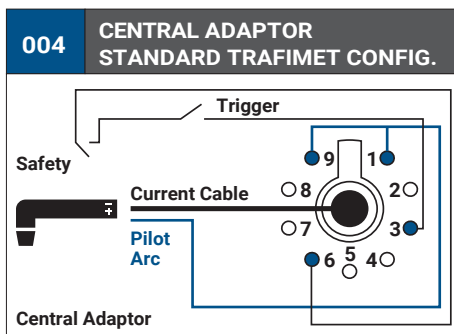 004
CENTRAL ADAPTOR
STANDARD TRAFIMET CONFIG.
Trigger
Safety
9 1
8 2
Current Cable
7 3
Pilot
Arc
6 5 4
Central Adaptor